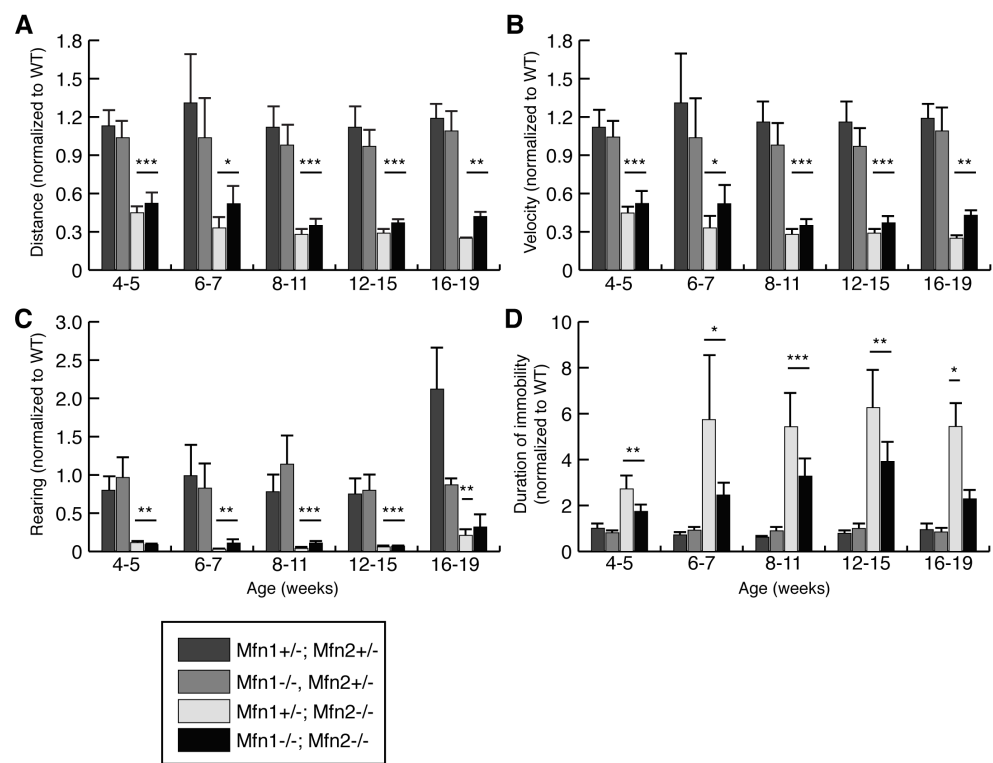 A
Distance (normalized to WT)
1.8
1.5
1.2
0.9
0.6
0.3
0
*** * *** *** **
4-5 6-7 8-11 12-15 16-19
B
Velocity (normalized to WT)
1.8
1.5
1.2
0.9
0.6
0.3
0
*** * *** *** **
4-5 6-7 8-11 12-15 16-19
C
Rearing (normalized to WT)
3.0
2.5
2.0
1.5
1.0
0.5
0
** ** *** *** **
4-5 6-7 8-11 12-15 16-19
Age (weeks)
D
Duration of immobility
(normalized to WT)
10
8
6
4
2
0
** * *** ** *
4-5 6-7 8-11 12-15 16-19
Age (weeks)
Mfn1+/-; Mfn2+/-
Mfn1-/-, Mfn2+/-
Mfn1+/-; Mfn2-/-
Mfn1-/-; Mfn2-/-